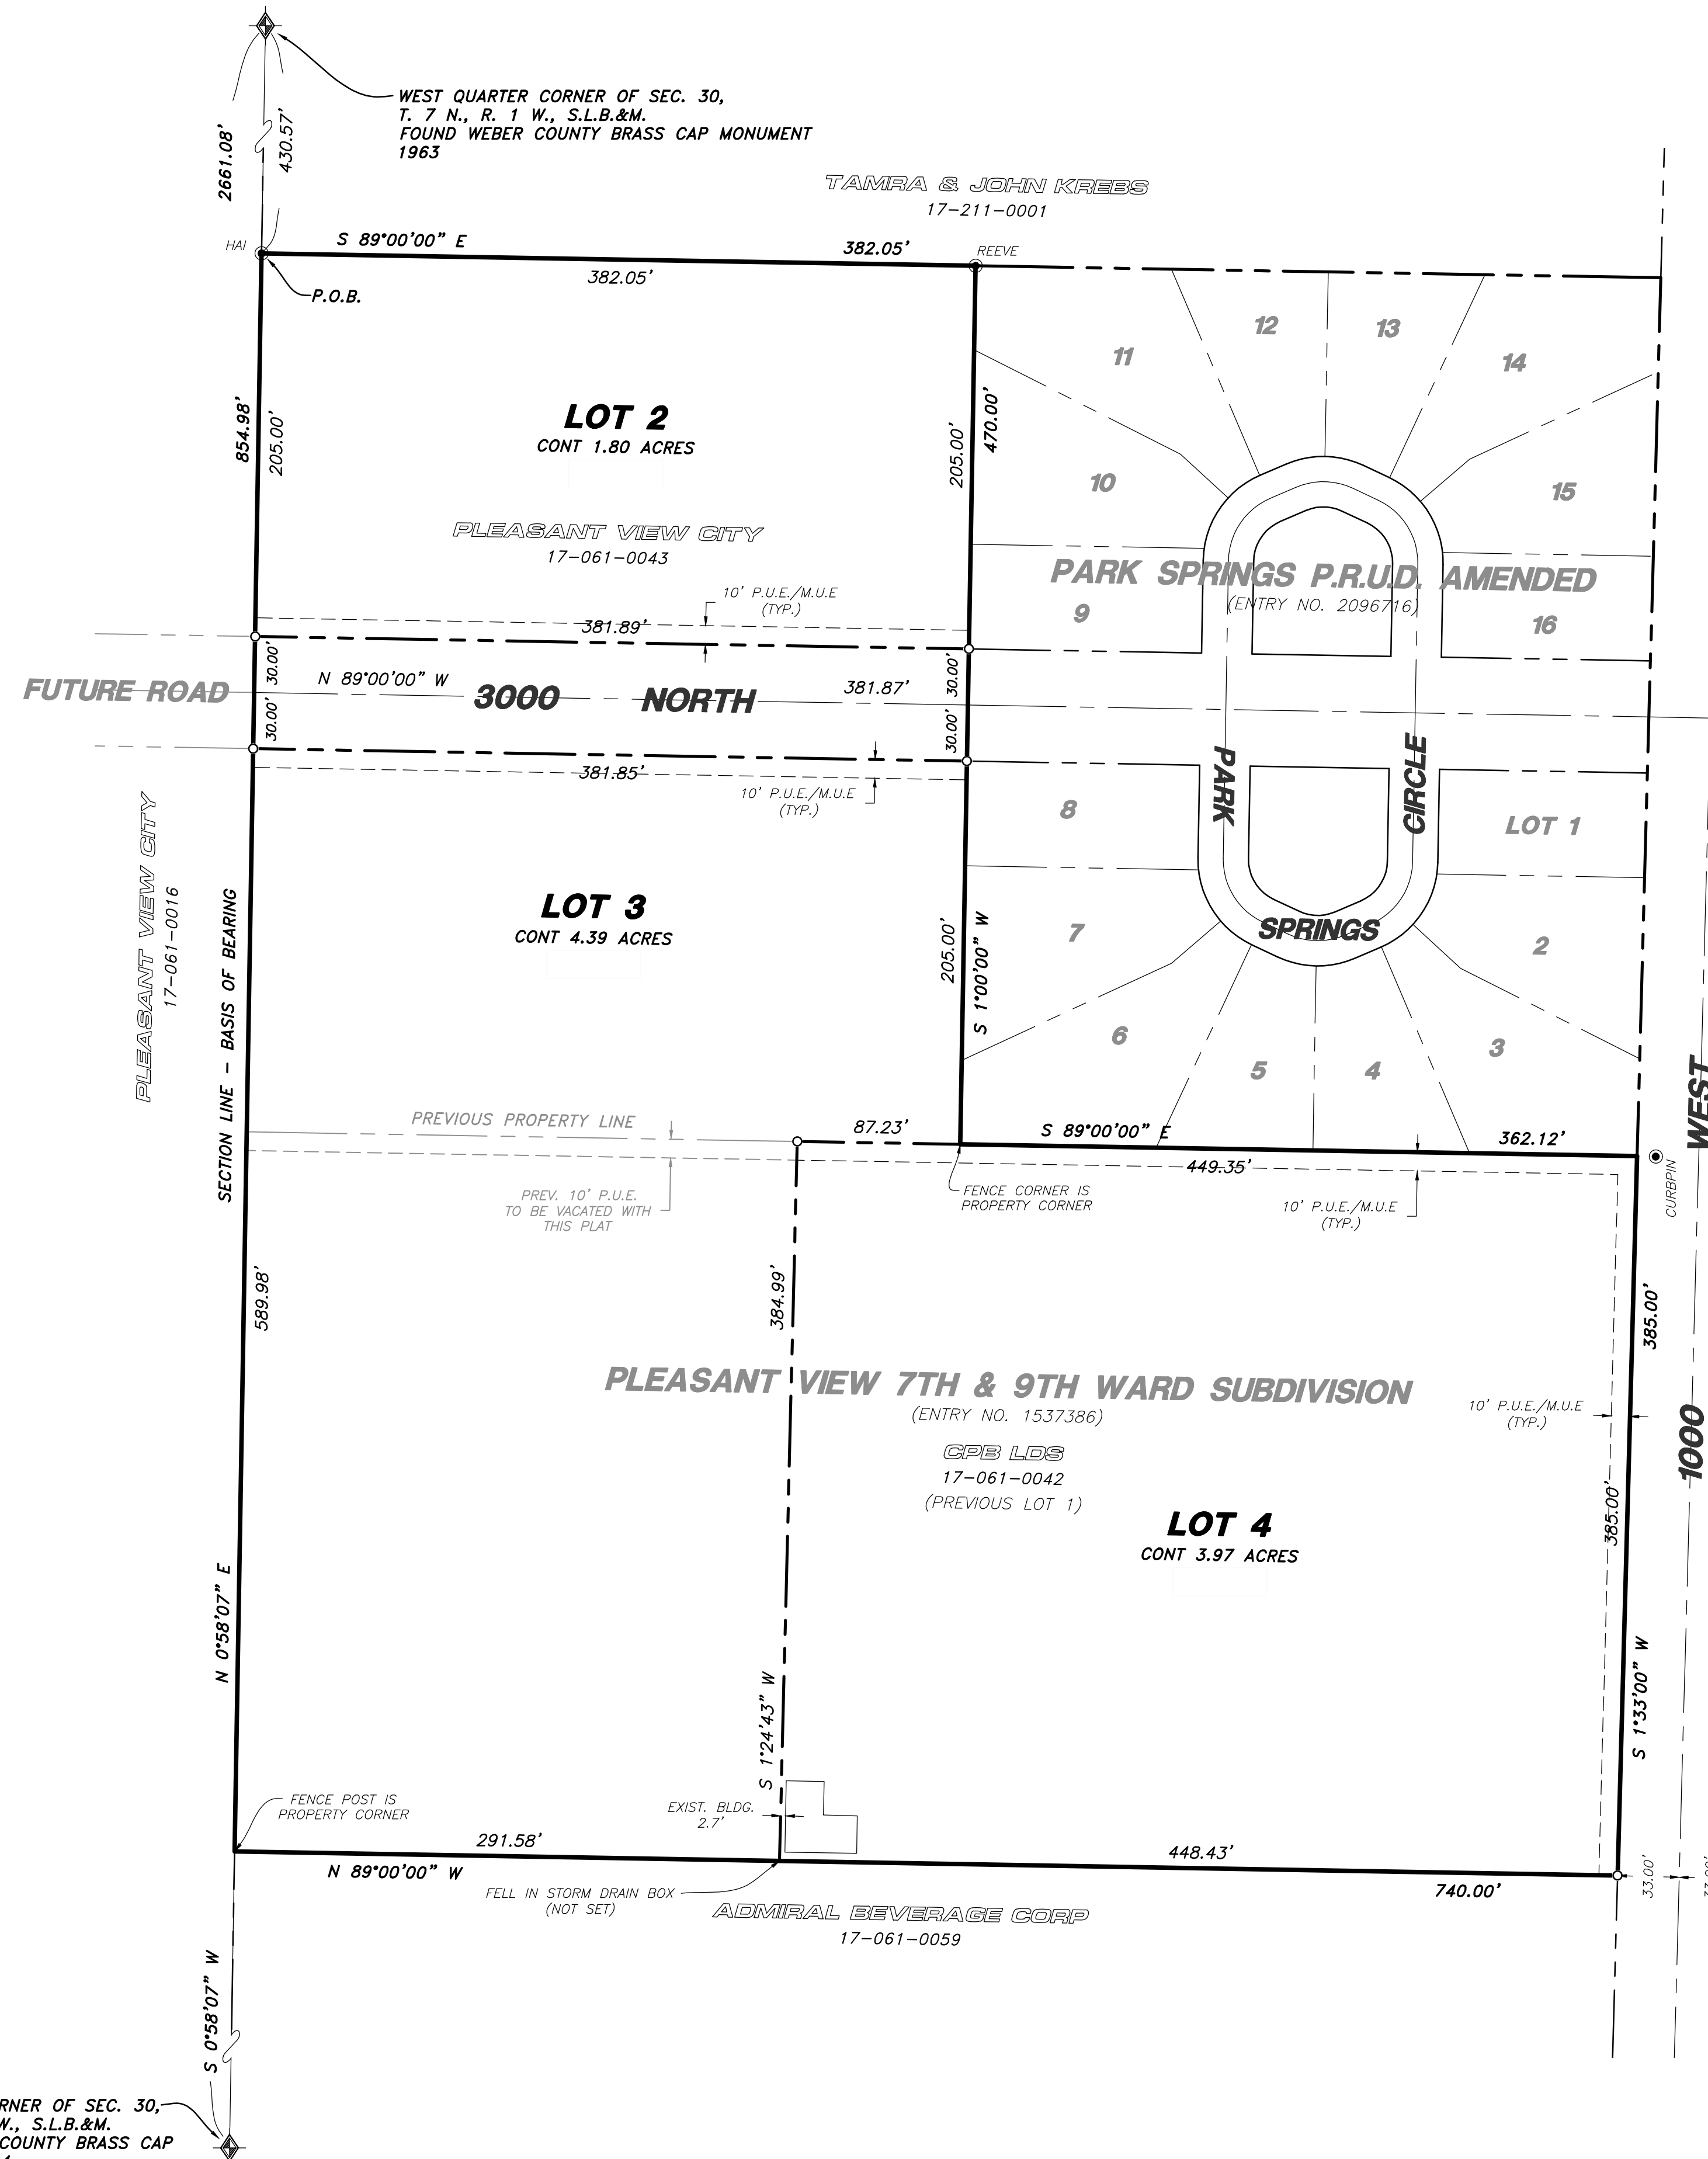 WEST QUARTER CORNER OF SEC. 30,
T. 7 N., R. 1 W., S.L.B.&M.
FOUND WEBER COUNTY BRASS CAP MONUMENT
1963
2661.08'
430.57'
TAMRA & JOHN KREBS
17-211-0001
HAI
S 89°00'00" E
382.05'
REEVE
382.05'
P.O.B.
12
13
11
14
854.98'
205.00'
LOT 2
CONT 1.80 ACRES
205.00'
470.00'
10
15
PLEASANT VIEW CITY
17-061-0043
PARK SPRINGS P.R.U.D. AMENDED
(ENTRY NO. 2096716)
10' P.U.E./M.U.E
(TYP.)
381.89'
9
16
30.00'
30.00'
FUTURE ROAD
N 89°00'00" W
3000 NORTH
381.87'
30.00'
30.00'
381.85'
10' P.U.E./M.U.E
(TYP.)
PARK
CIRCLE
8
LOT 1
PLEASANT VIEW CITY
17-061-0016
SECTION LINE - BASIS OF BEARING
LOT 3
CONT 4.39 ACRES
205.00'
S 1°00'00" W
7
SPRINGS
2
6
5
4
3
WEST
PREVIOUS PROPERTY LINE
87.23'
S 89°00'00" E
362.12'
449.35'
CURBPIN
PREV. 10' P.U.E.
TO BE VACATED WITH
THIS PLAT
FENCE CORNER IS
PROPERTY CORNER
10' P.U.E./M.U.E
(TYP.)
589.98'
384.99'
385.00'
PLEASANT VIEW 7TH & 9TH WARD SUBDIVISION
(ENTRY NO. 1537386)
10' P.U.E./M.U.E
(TYP.)
1000
CPB LDS
17-061-0042
(PREVIOUS LOT 1)
LOT 4
CONT 3.97 ACRES
385.00'
N 0°58'07" E
S 1°24'43" W
S 1°33'00" W
FENCE POST IS
PROPERTY CORNER
EXIST. BLDG.
2.7'
291.58'
448.43'
N 89°00'00" W
740.00'
33.00'
33.00'
FELL IN STORM DRAIN BOX
(NOT SET)
ADMIRAL BEVERAGE CORP
17-061-0059
S 0°58'07" W
RNER OF SEC. 30,
W., S.L.B.&M.
COUNTY BRASS CAP